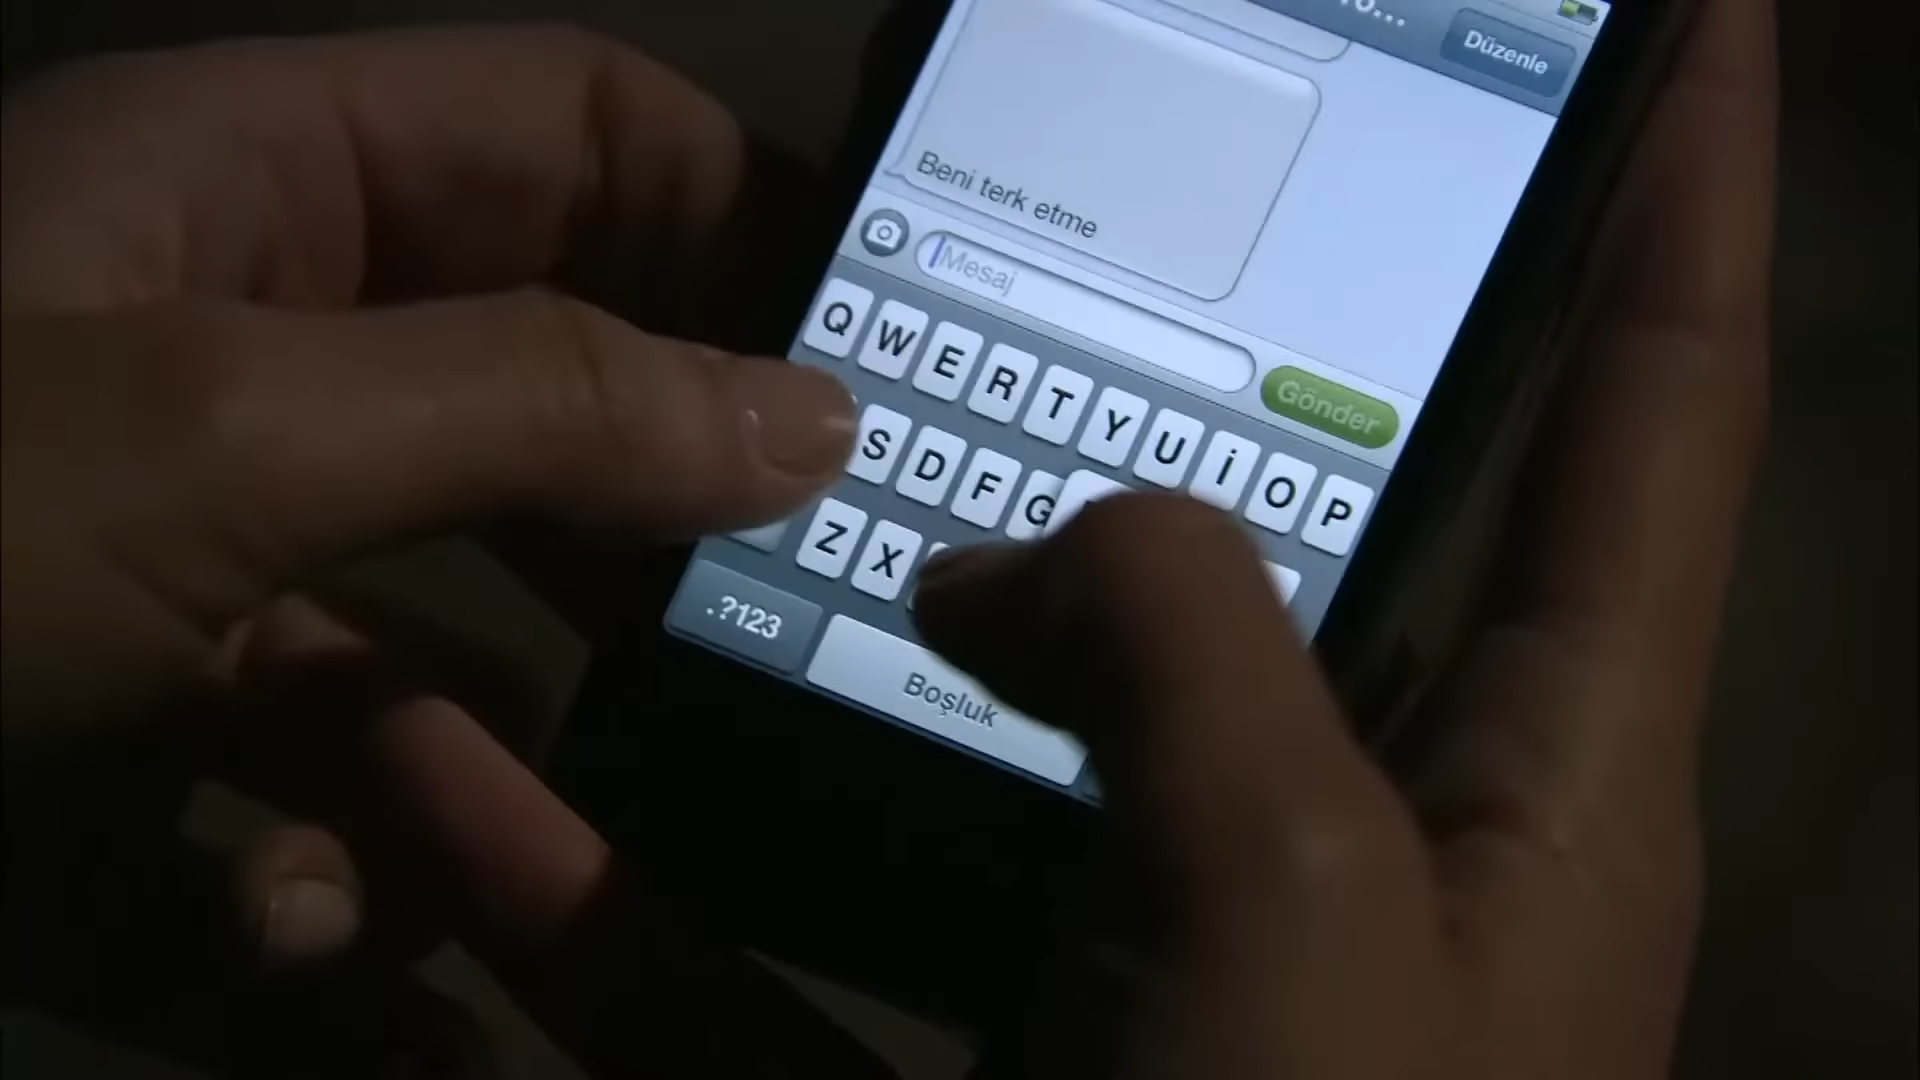 Düzenle
Beni terk etme
Mesaj
Gönder
Q W E R T Y U İ O P
S D F G
Z X
.?123
Boşluk